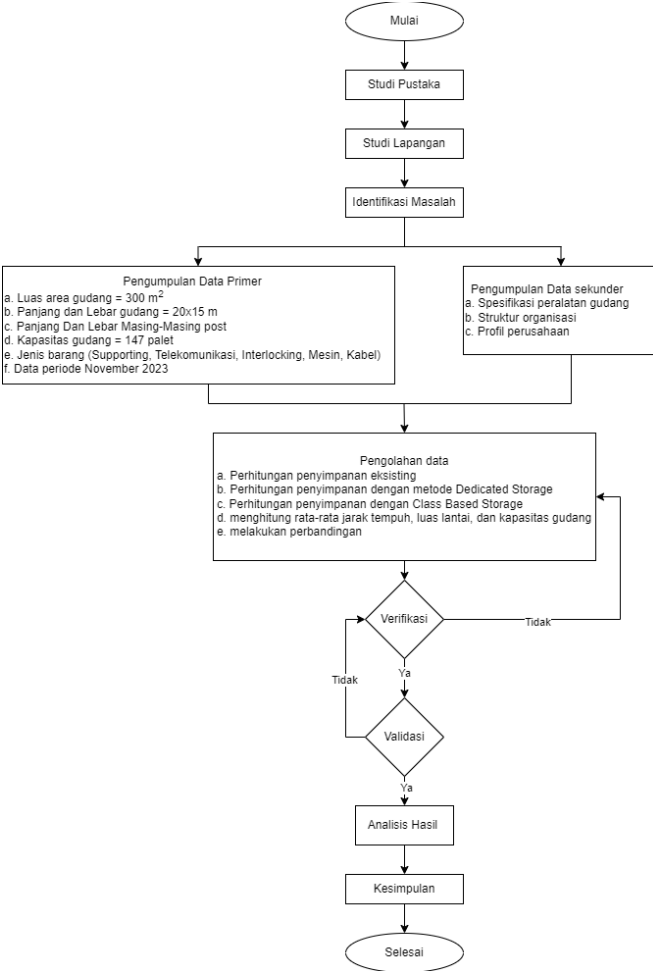 Mulai
Studi Pustaka
Studi Lapangan
Identifikasi Masalah
Pengumpulan Data Primer
a. Luas area gudang = 300 m²
b. Panjang dan Lebar gudang = 20x15 m
c. Panjang Dan Lebar Masing-Masing post
d. Kapasitas gudang = 147 palet
e. Jenis barang (Supporting, Telekomunikasi, Interlocking, Mesin, Kabel)
f. Data periode November 2023
Pengumpulan Data sekunder
a. Spesifikasi peralatan gudang
b. Struktur organisasi
c. Profil perusahaan
Pengolahan data
a. Perhitungan penyimpanan eksisting
b. Perhitungan penyimpanan dengan metode Dedicated Storage
c. Perhitungan penyimpanan dengan Class Based Storage
d. menghitung rata-rata jarak tempuh, luas lantai, dan kapasitas gudang
e. melakukan perbandingan
Verifikasi
Tidak
Ya
Tidak
Validasi
Ya
Analisis Hasil
Kesimpulan
Selesai